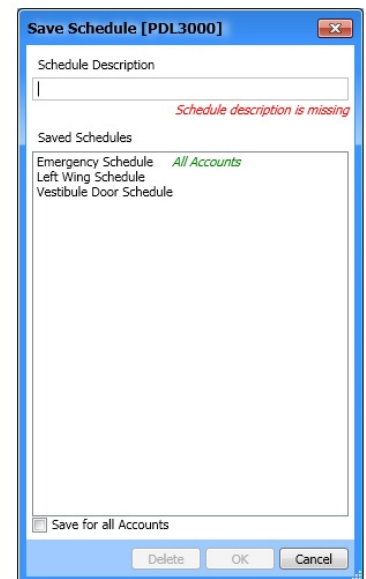 Save Schedule [PDL3000]
Schedule Description
Schedule description is missing
Saved Schedules
Emergency Schedule All Accounts
Left Wing Schedule
Vestibule Door Schedule
Save for all Accounts
Delete OK Cancel